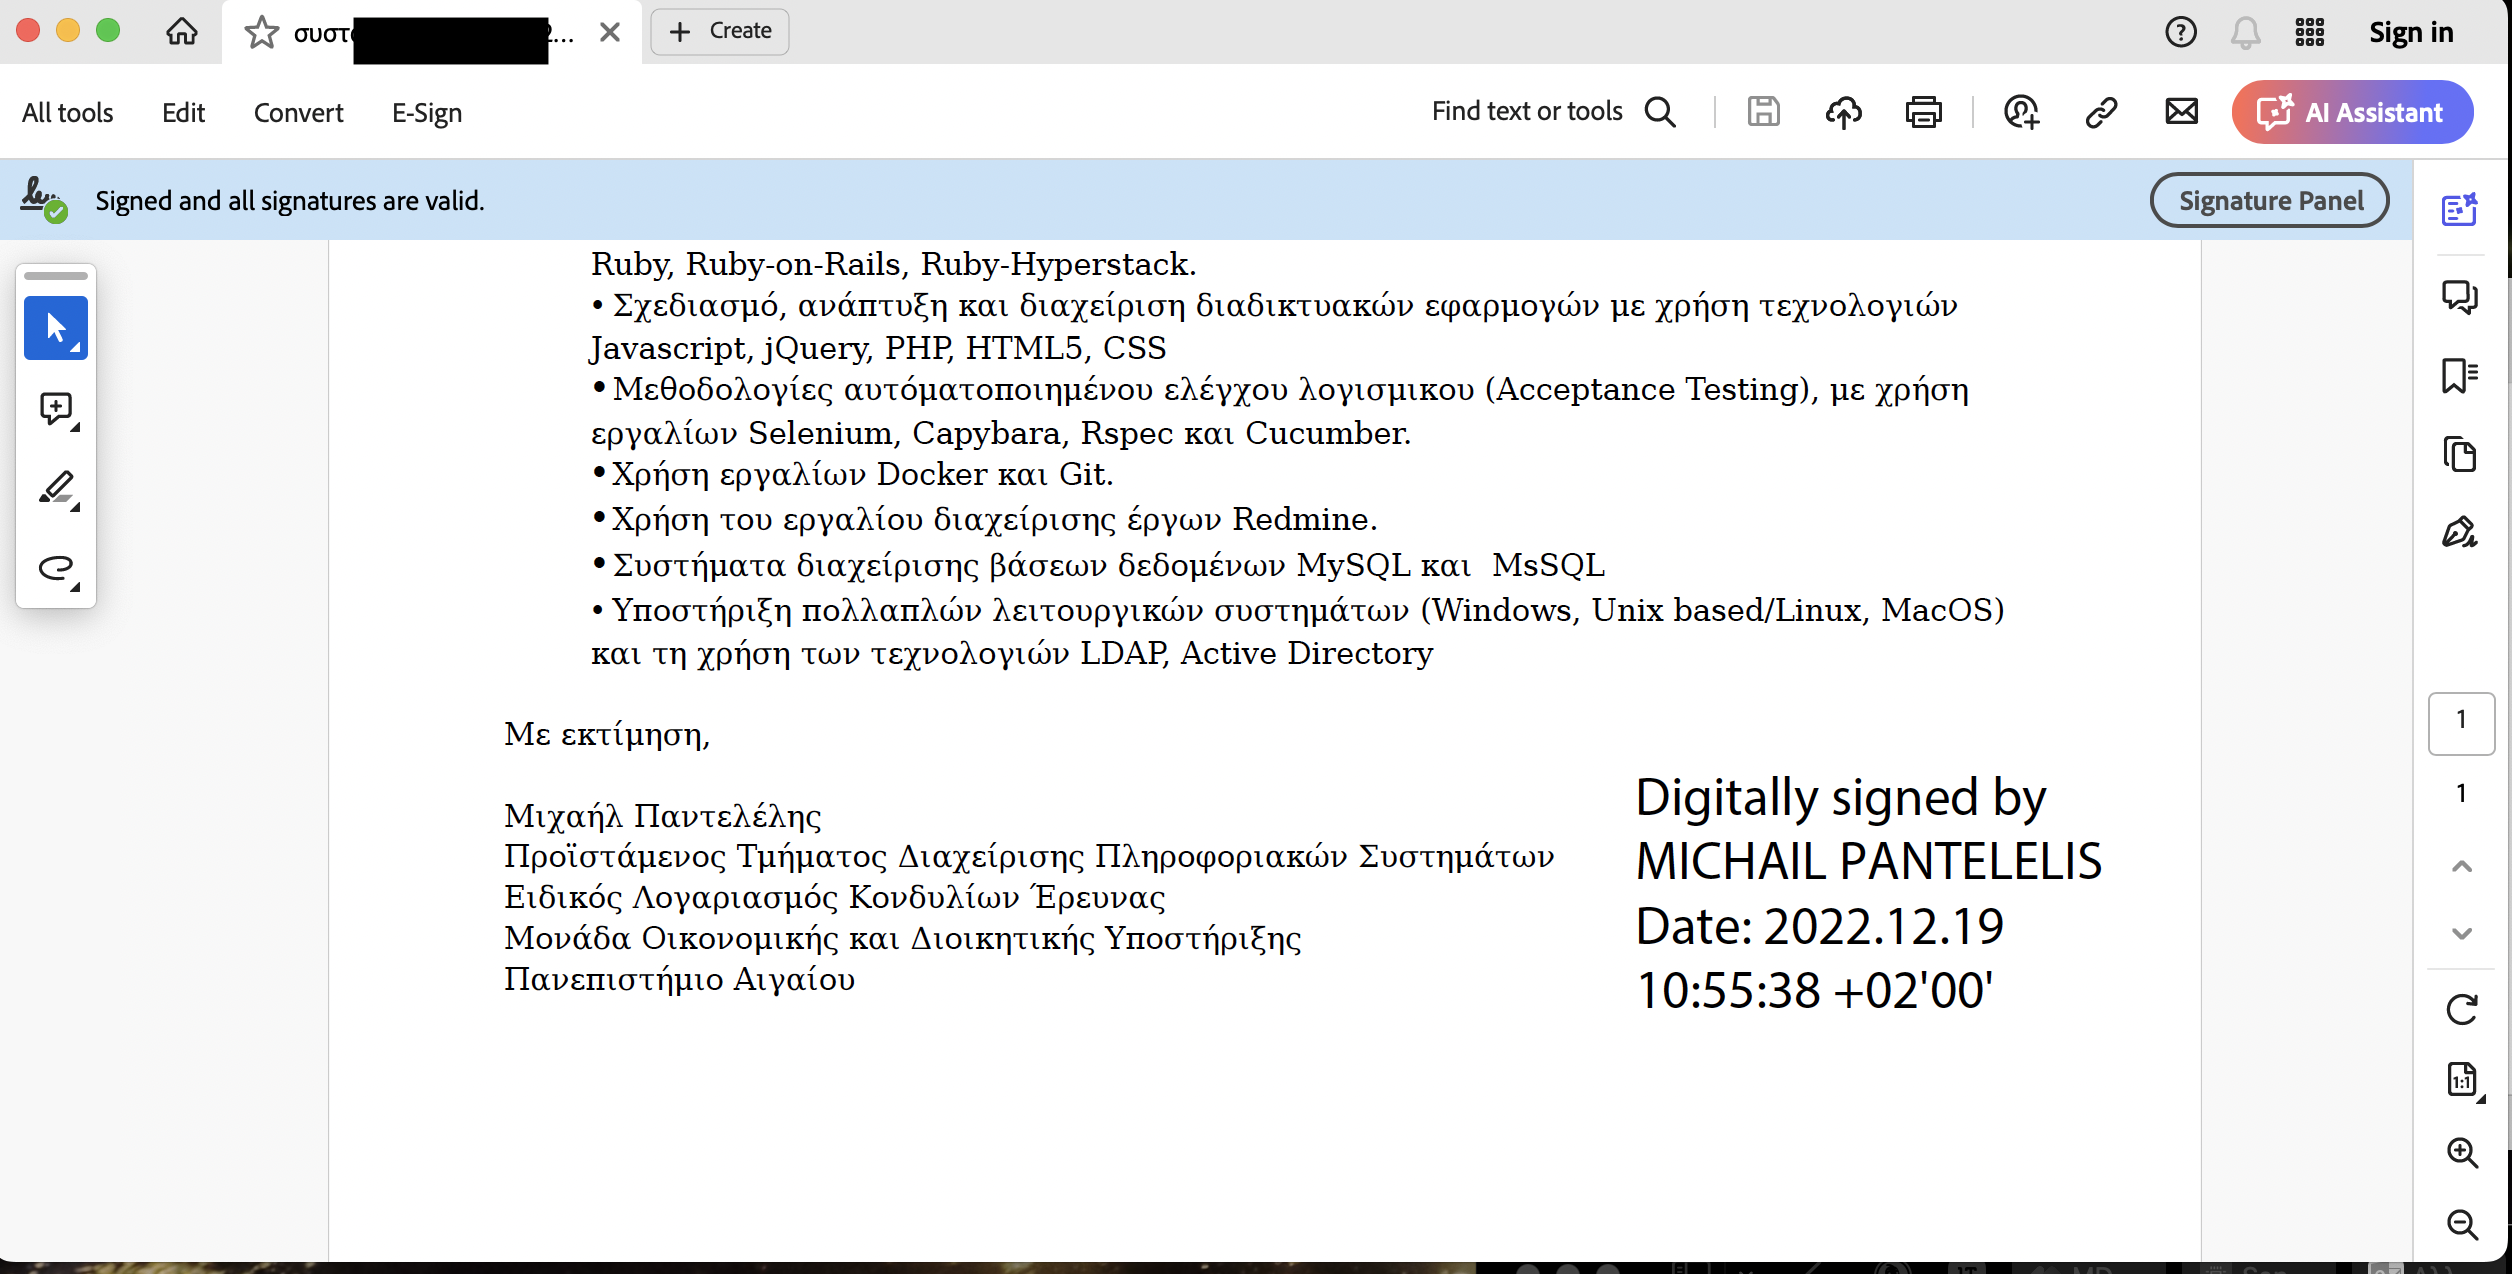 συστ
2...
Create
Sign in
All tools
Edit
Convert
E-Sign
Find text or tools
AI Assistant
Signed and all signatures are valid.
Signature Panel
Ruby, Ruby-on-Rails, Ruby-Hyperstack.
• Σχεδιασμό, ανάπτυξη και διαχείριση διαδικτυακών εφαρμογών με χρήση τεχνολογιών
Javascript, jQuery, PHP, HTML5, CSS
• Μεθοδολογίες αυτόματοποιημένου ελέγχου λογισμικου (Acceptance Testing), με χρήση
εργαλίων Selenium, Capybara, Rspec και Cucumber.
• Χρήση εργαλίων Docker και Git.
• Χρήση του εργαλίου διαχείρισης έργων Redmine.
• Συστήματα διαχείρισης βάσεων δεδομένων MySQL και MsSQL
• Υποστήριξη πολλαπλών λειτουργικών συστημάτων (Windows, Unix based/Linux, MacOS)
και τη χρήση των τεχνολογιών LDAP, Active Directory
Με εκτίμηση,
Μιχαήλ Παντελέλης
Προϊστάμενος Τμήματος Διαχείρισης Πληροφοριακών Συστημάτων
Ειδικός Λογαριασμός Κονδυλίων Έρευνας
Μονάδα Οικονομικής και Διοικητικής Υποστήριξης
Πανεπιστήμιο Αιγαίου
Digitally signed by
MICHAIL PANTELELIS
Date: 2022.12.19
10:55:38 +02'00'
1
1
1:1